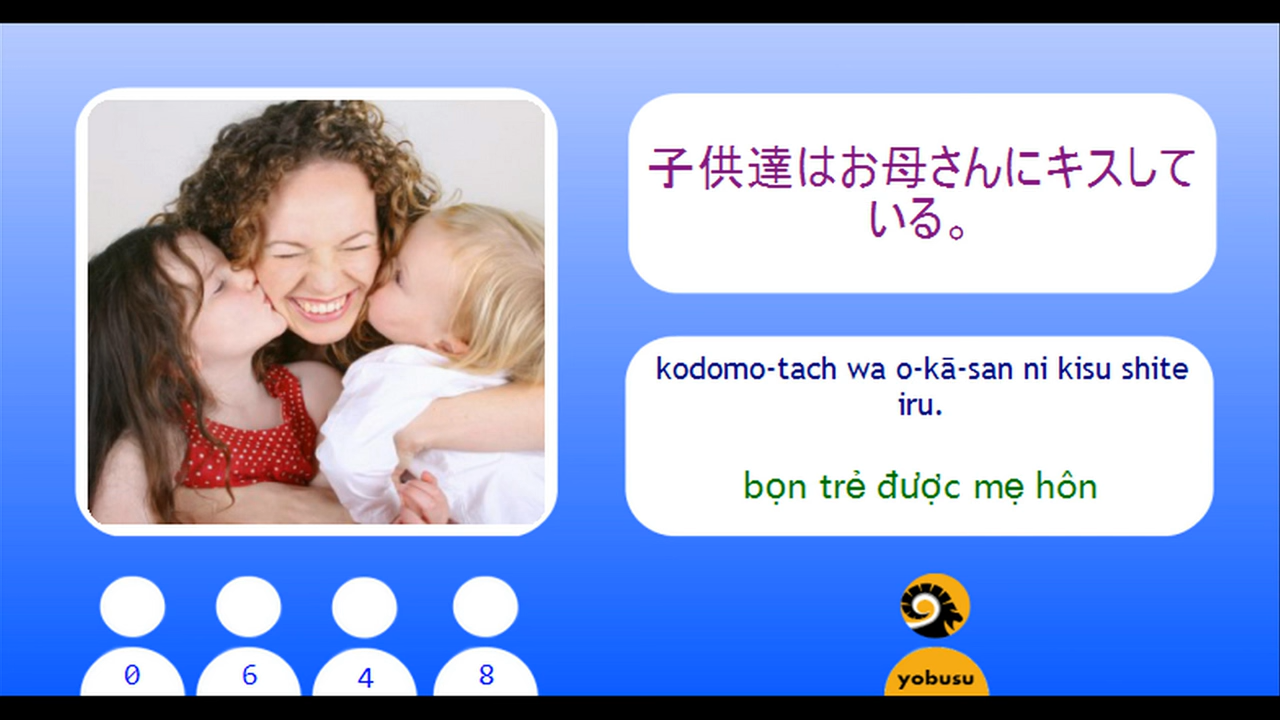 子供達はお母さんにキスして
いる。
kodomo-tach wa o-kā-san ni kisu shite
iru.
bọn trẻ được mẹ hôn
0 6 4 8
yobusu